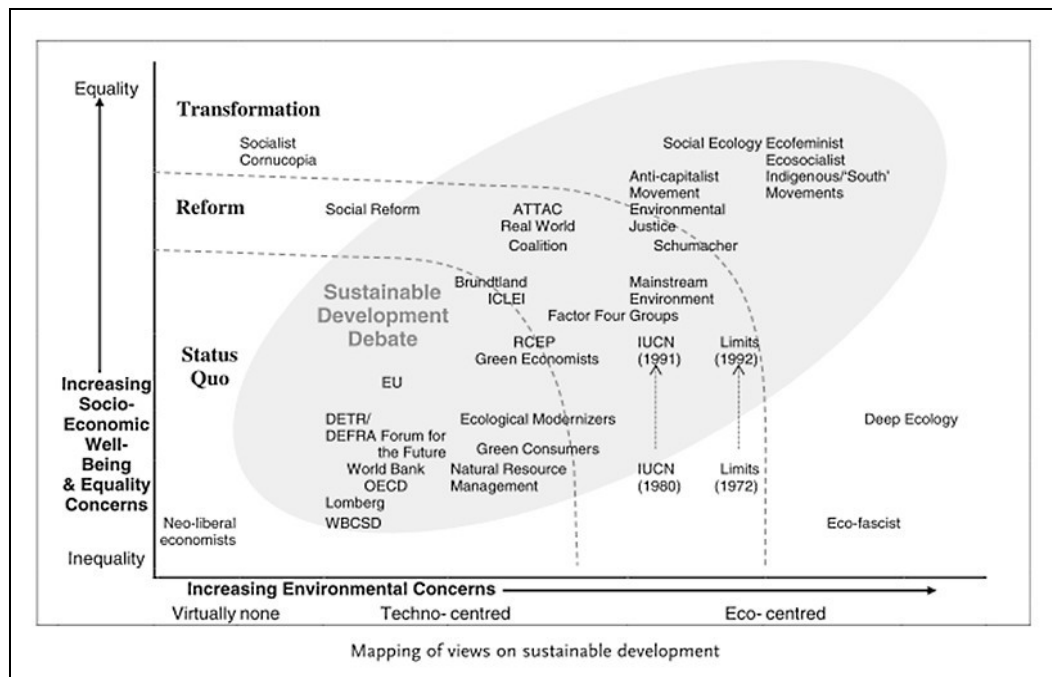 Equality
Transformation
Socialist
Cornucopia
Social Ecology Ecofeminist
Ecosocialist
Indigenous/'South'
Movements
Anti-capitalist
Movement
Environmental
Justice
Reform
Social Reform
ATTAC
Real World
Coalition
Schumacher
Brundtland
ICLEI
Mainstream
Environment
Sustainable
Development
Debate
Factor Four Groups
Status
Quo
RCEP
Green Economists
IUCN
(1991)
Limits
(1992)
EU
Increasing
Socio-
Economic
Well-
Being
& Equality
Concerns
DETR/
DEFRA Forum for
the Future
Ecological Modernizers
Green Consumers
Deep Ecology
World Bank
OECD
Natural Resource
Management
IUCN
(1980)
Limits
(1972)
Lomberg
WBCSD
Neo-liberal
economists
Eco-fascist
Inequality
Increasing Environmental Concerns
Virtually none
Techno- centred
Eco- centred
Mapping of views on sustainable development